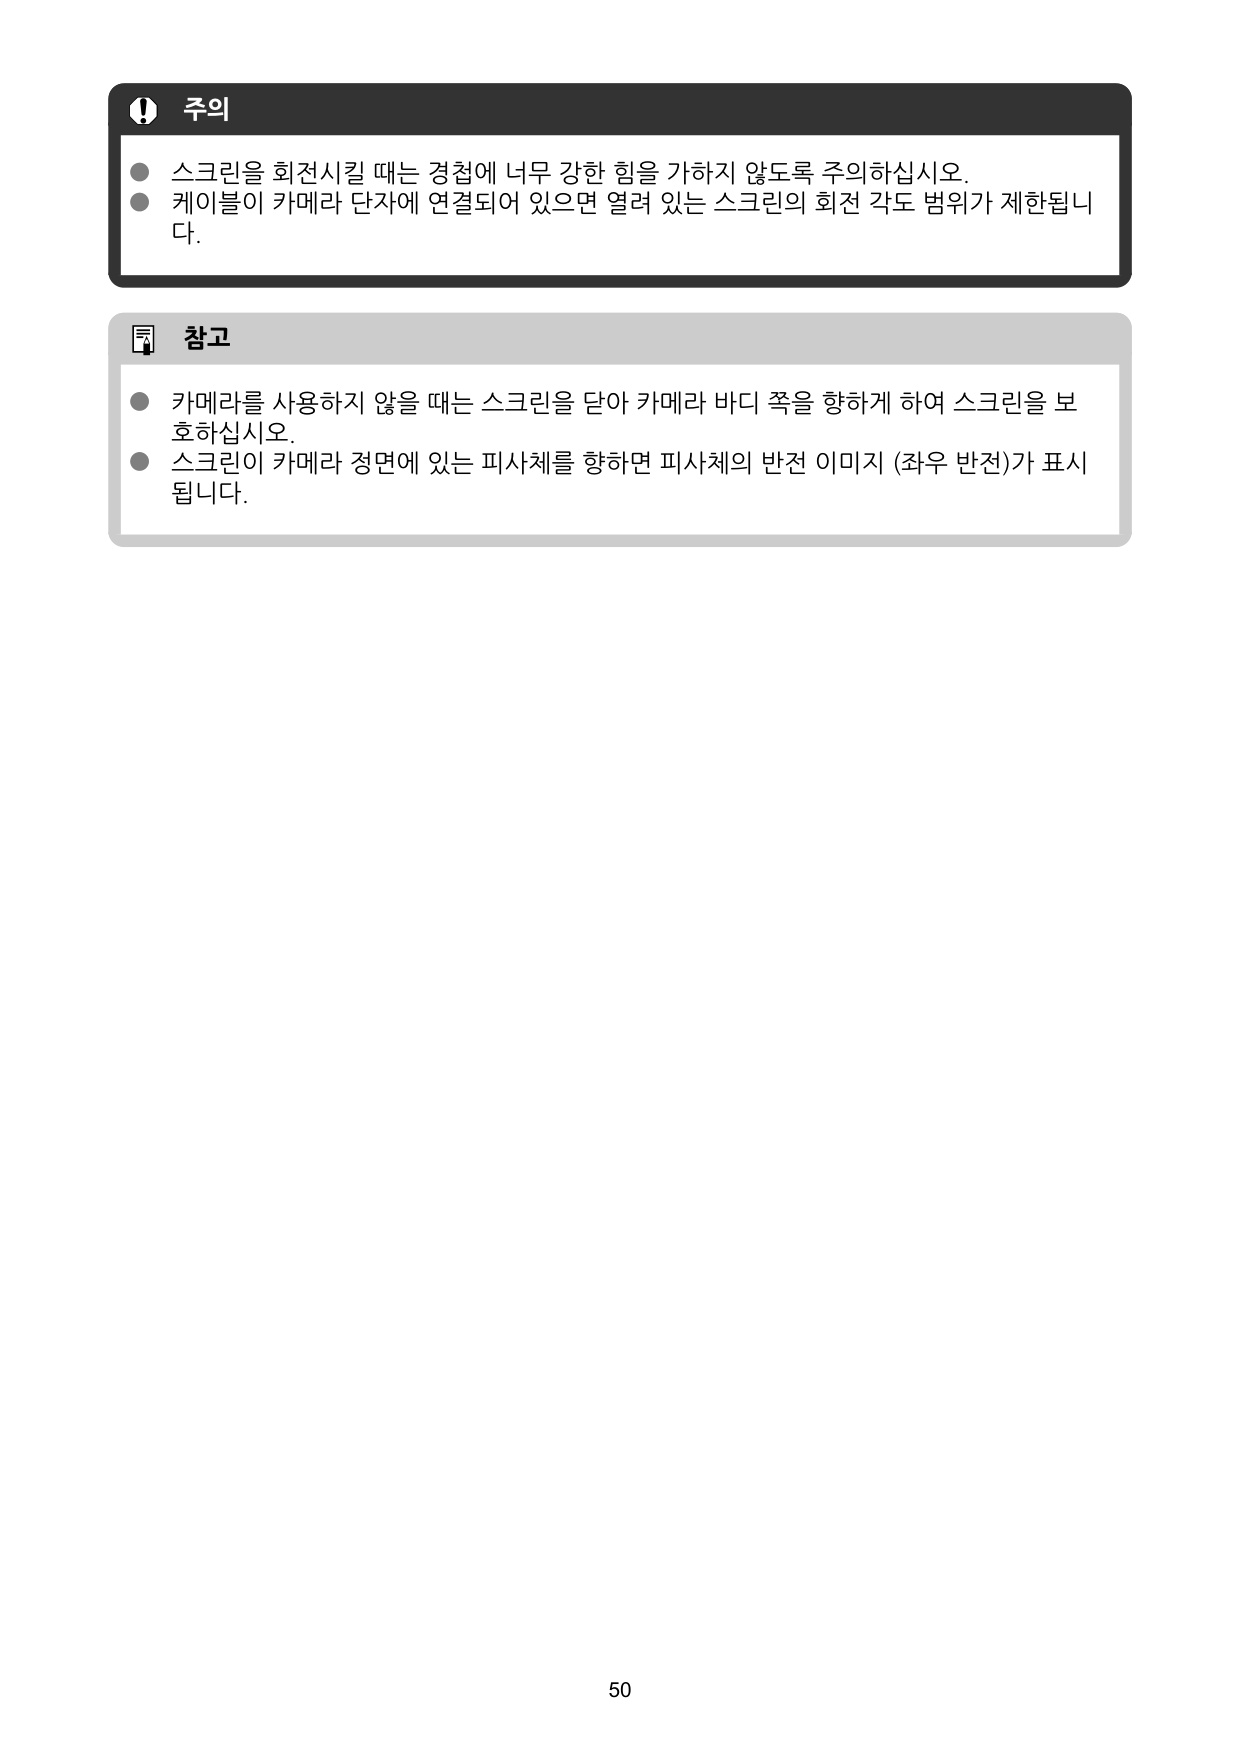 주의
● 스크린을 회전시킬 때는 경첩에 너무 강한 힘을 가하지 않도록 주의하십시오.
● 케이블이 카메라 단자에 연결되어 있으면 열려 있는 스크린의 회전 각도 범위가 제한됩니
다.
참고
● 카메라를 사용하지 않을 때는 스크린을 닫아 카메라 바디 쪽을 향하게 하여 스크린을 보
호하십시오.
● 스크린이 카메라 정면에 있는 피사체를 향하면 피사체의 반전 이미지 (좌우 반전)가 표시
됩니다.
50